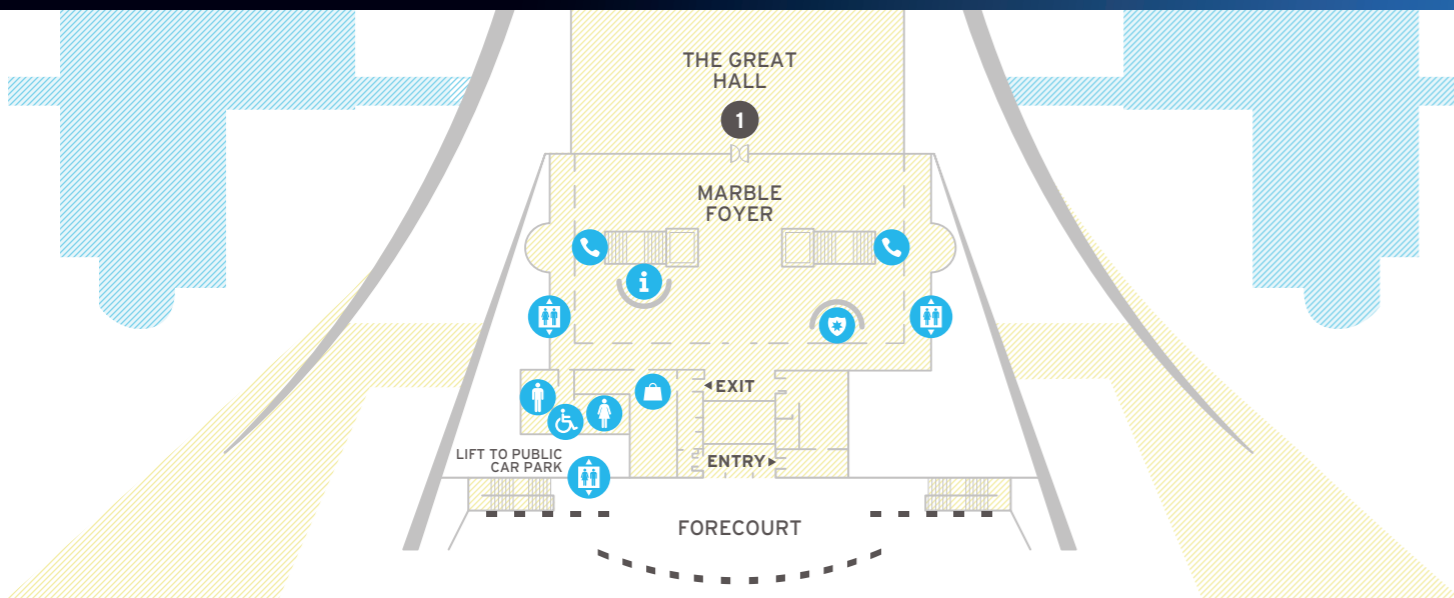 THE GREAT
HALL
1
MARBLE
FOYER
i
EXIT
LIFT TO PUBLIC
CAR PARK
ENTRY
FORECOURT